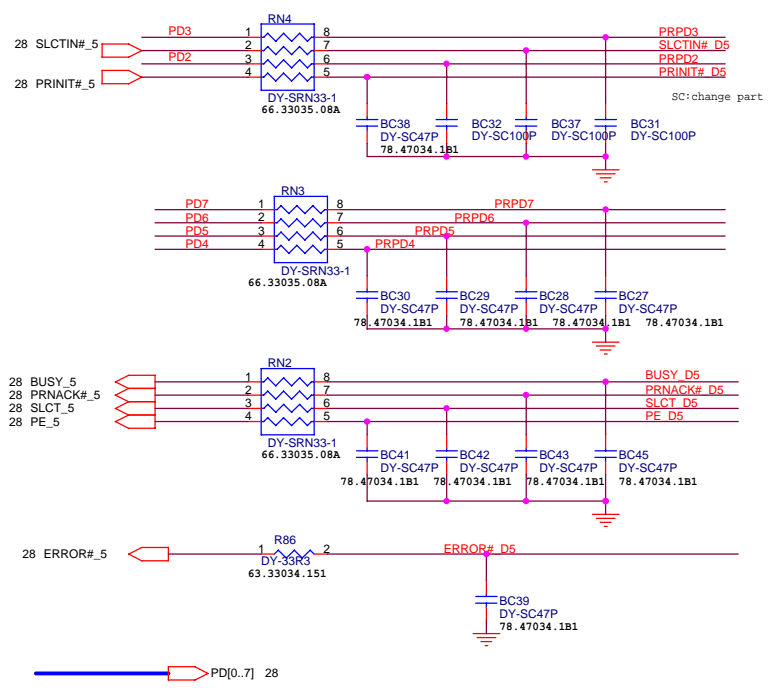 RN4
PD3 1 8 PRPD3
28 SLCTIN#_5 2 7 SLCTIN#_D5
PD2 3 6 PRPD2
28 PRINIT#_5 4 5 PRINIT#_D5
DY-SRN33-1
66.33035.08A
SC:change part
BC38 BC32 BC37 BC31
DY-SC47P DY-SC100P DY-SC100P DY-SC100P
78.47034.1B1
RN3
PD7 1 8 PRPD7
PD6 2 7 PRPD6
PD5 3 6 PRPD5
PD4 4 5 PRPD4
DY-SRN33-1
66.33035.08A
BC30 BC29 BC28 BC27
DY-SC47P DY-SC47P DY-SC47P DY-SC47P
78.47034.1B1 78.47034.1B1 78.47034.1B1 78.47034.1B1
RN2
28 BUSY_5 1 8 BUSY_D5
28 PRNACK#_5 2 7 PRNACK#_D5
28 SLCT_5 3 6 SLCT_D5
28 PE_5 4 5 PE_D5
DY-SRN33-1
66.33035.08A
BC41 BC42 BC43 BC45
DY-SC47P DY-SC47P DY-SC47P DY-SC47P
78.47034.1B1 78.47034.1B1 78.47034.1B1 78.47034.1B1
R86
28 ERROR#_5 1 2 ERROR#_D5
DY-33R3
63.33034.151
BC39
DY-SC47P
78.47034.1B1
PD[0..7] 28